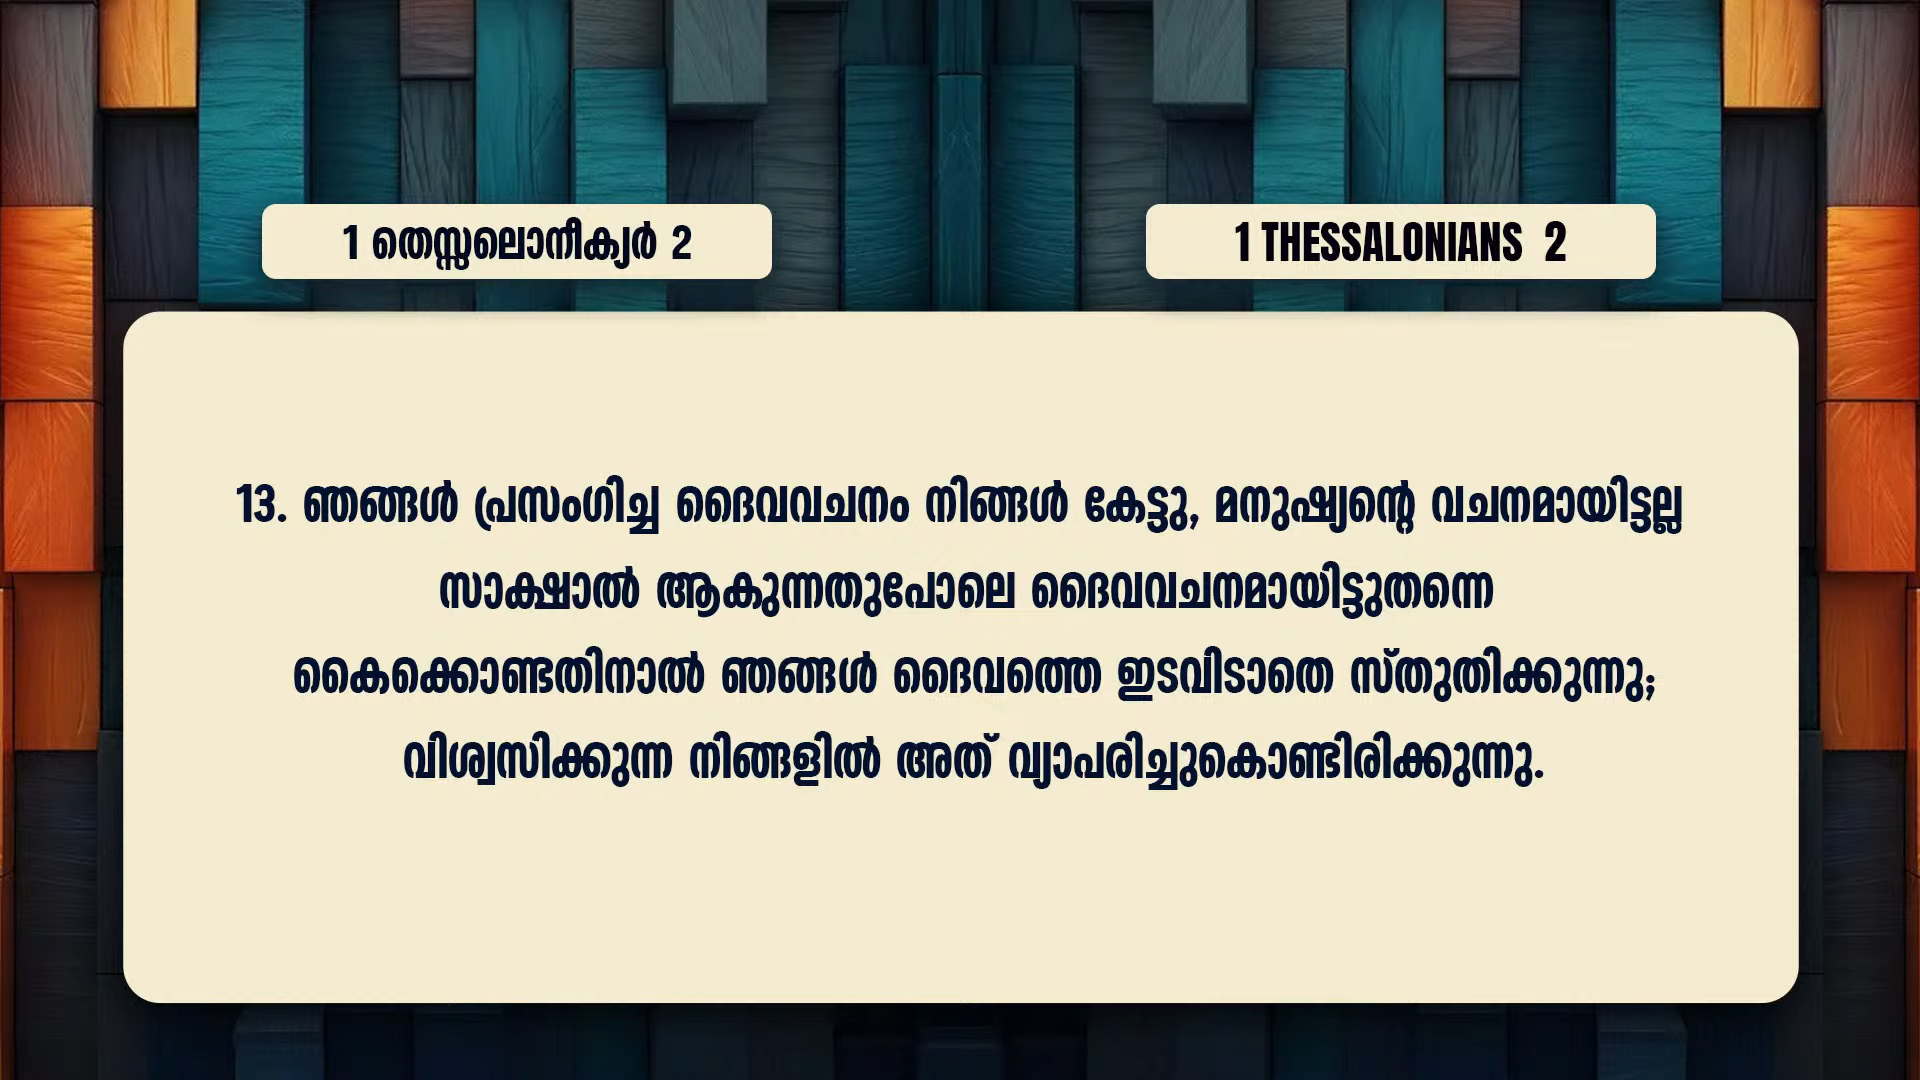 1 തെസ്സലൊനീക്യർ 2
1 THESSALONIANS 2
13. ഞങ്ങൾ പ്രസംഗിച്ച ദൈവവചനം നിങ്ങൾ കേട്ടു, മനുഷ്യന്റെ വചനമായിട്ടല്ല
സാക്ഷാൽ ആകുന്നതുപോലെ ദൈവവചനമായിട്ടുതന്നെ
കൈക്കൊണ്ടതിനാൽ ഞങ്ങൾ ദൈവത്തെ ഇടവിടാതെ സ്തുതിക്കുന്നു;
വിശ്വസിക്കുന്ന നിങ്ങളിൽ അത് വ്യാപരിച്ചുകൊണ്ടിരിക്കുന്നു.